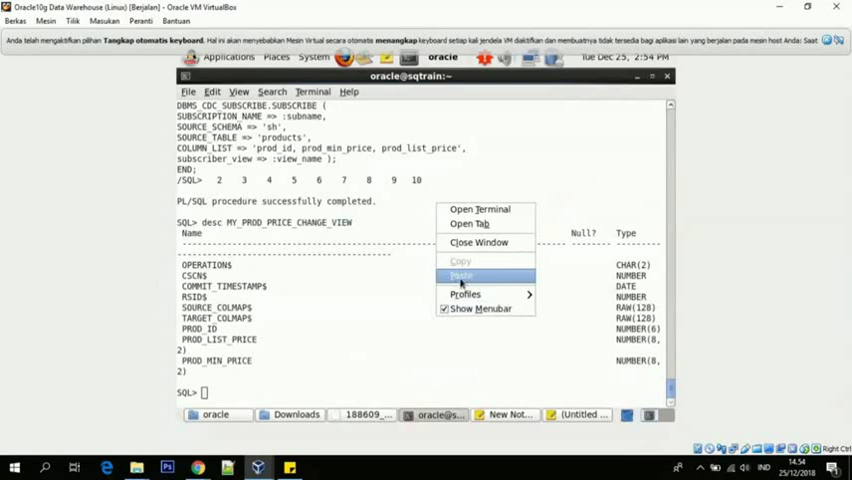 Oracle10g Data Warehouse (Linux) [Berjalan] - Oracle VM VirtualBox
Berkas Mesin Tilik Masukan Peranti Bantuan
Anda telah mengaktifkan pilihan Tangkap otomatis keyboard. Hal ini akan menyebabkan Mesin Virtual secara otomatis menangkap keyboard setiap kali jendela VM diaktifkan dan membuatnya tidak tersedia bagi aplikasi lain yang berjalan pada mesin host Anda: Saat
Applications Places System oracle Tue Dec 25, 2:54 PM
oracle@sqtrain:~
File Edit View Search Terminal Help
DBMS_CDC_SUBSCRIBE.SUBSCRIBE (
SUBSCRIPTION_NAME => :subname,
SOURCE_SCHEMA => 'sh',
SOURCE_TABLE => 'products',
COLUMN_LIST => 'prod_id, prod_min_price, prod_list_price',
subscriber_view => :view_name );
END;
/SQL> 2 3 4 5 6 7 8 9 10
PL/SQL procedure successfully completed.
SQL> desc MY_PROD_PRICE_CHANGE_VIEW
Name Null? Type
OPERATION$ CHAR(2)
CSCN$ NUMBER
COMMIT_TIMESTAMP$ DATE
RSID$ NUMBER
SOURCE_COLMAP$ RAW(128)
TARGET_COLMAP$ RAW(128)
PROD_ID NUMBER(6)
PROD_LIST_PRICE NUMBER(8,
2)
PROD_MIN_PRICE NUMBER(8,
2)
SQL>
Open Terminal
Open Tab
Close Window
Copy
Paste
Profiles
Show Menubar
oracle Downloads 188609_... oracle@s... New Not... (Untitled ...
Right Ctrl
IND 14.54
25/12/2018